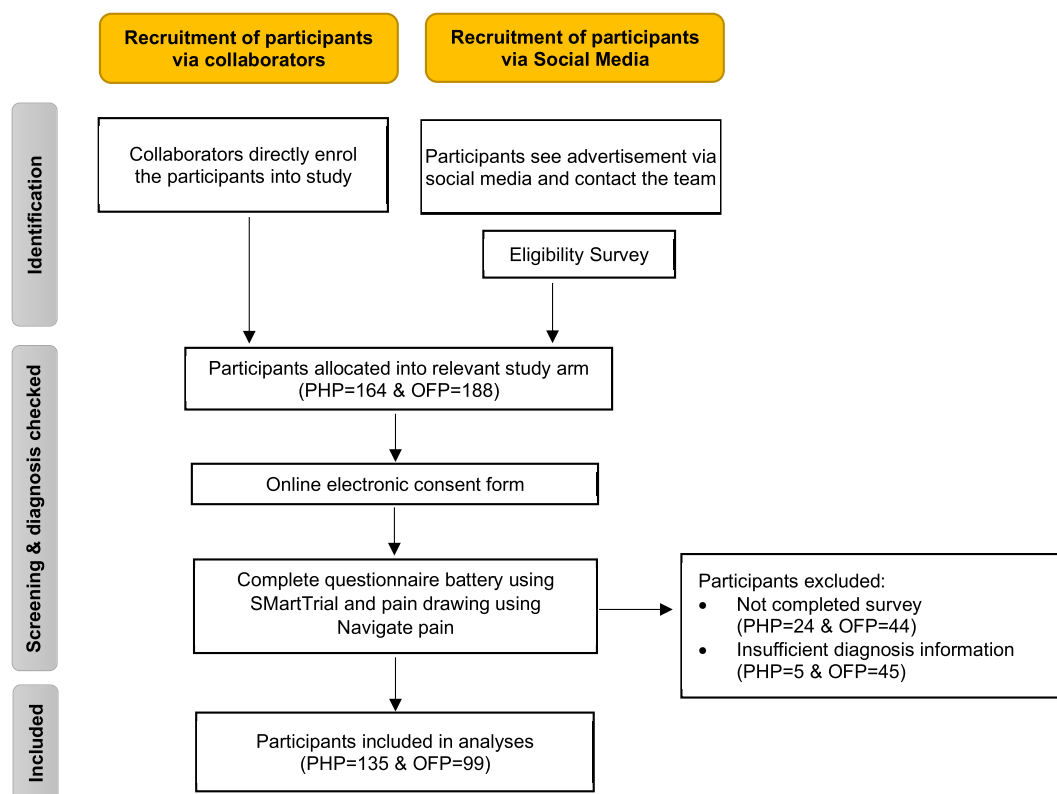 Recruitment of participants
via collaborators
Recruitment of participants
via Social Media
Identification
Collaborators directly enrol
the participants into study
Participants see advertisement via
social media and contact the team
Eligibility Survey
Screening & diagnosis checked
Participants allocated into relevant study arm
(PHP=164 & OFP=188)
Online electronic consent form
Complete questionnaire battery using
SMartTrial and pain drawing using
Navigate pain
Participants excluded:
• Not completed survey
(PHP=24 & OFP=44)
• Insufficient diagnosis information
(PHP=5 & OFP=45)
Included
Participants included in analyses
(PHP=135 & OFP=99)